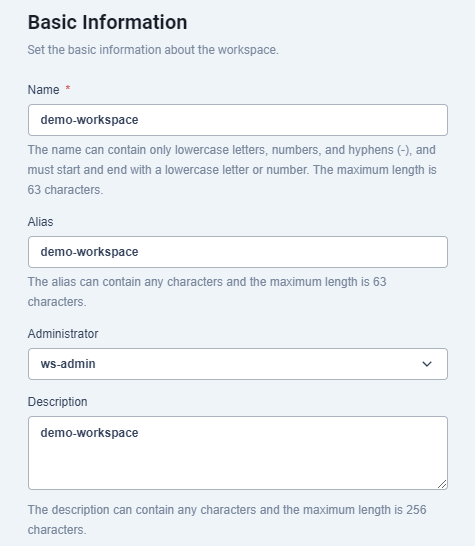 Basic Information
Set the basic information about the workspace.
Name *
demo-workspace
The name can contain only lowercase letters, numbers, and hyphens (-), and
must start and end with a lowercase letter or number. The maximum length is
63 characters.
Alias
demo-workspace
The alias can contain any characters and the maximum length is 63
characters.
Administrator
ws-admin
Description
demo-workspace
The description can contain any characters and the maximum length is 256
characters.